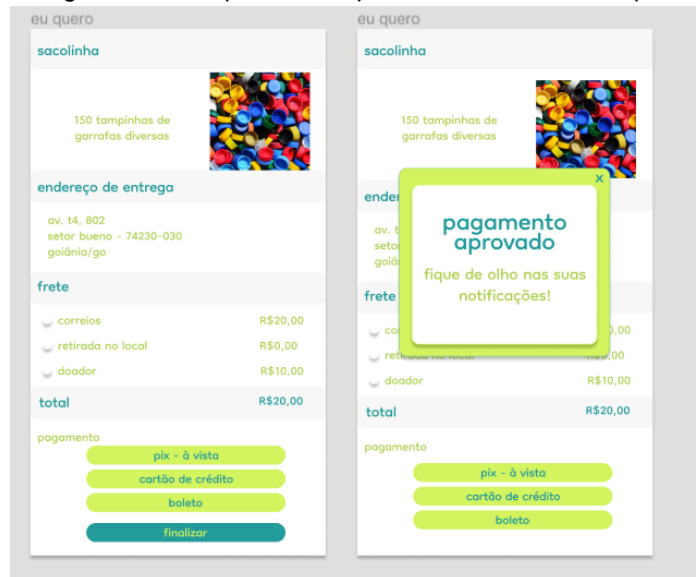 eu quero
sacolinha
150 tampinhas de
garrafas diversas
endereço de entrega
av. t4, 802
setor bueno - 74230-030
goiânia/go
frete
correios R$20,00
retirada no local R$0,00
doador R$10,00
total R$20,00
pagamento
pix - à vista
cartão de crédito
boleto
finalizar
eu quero
sacolinha
150 tampinhas de
garrafas diversas
x
pagamento
aprovado
fique de olho nas suas
notificações!
frete
doador R$10,00
total R$20,00
pagamento
pix - à vista
cartão de crédito
boleto